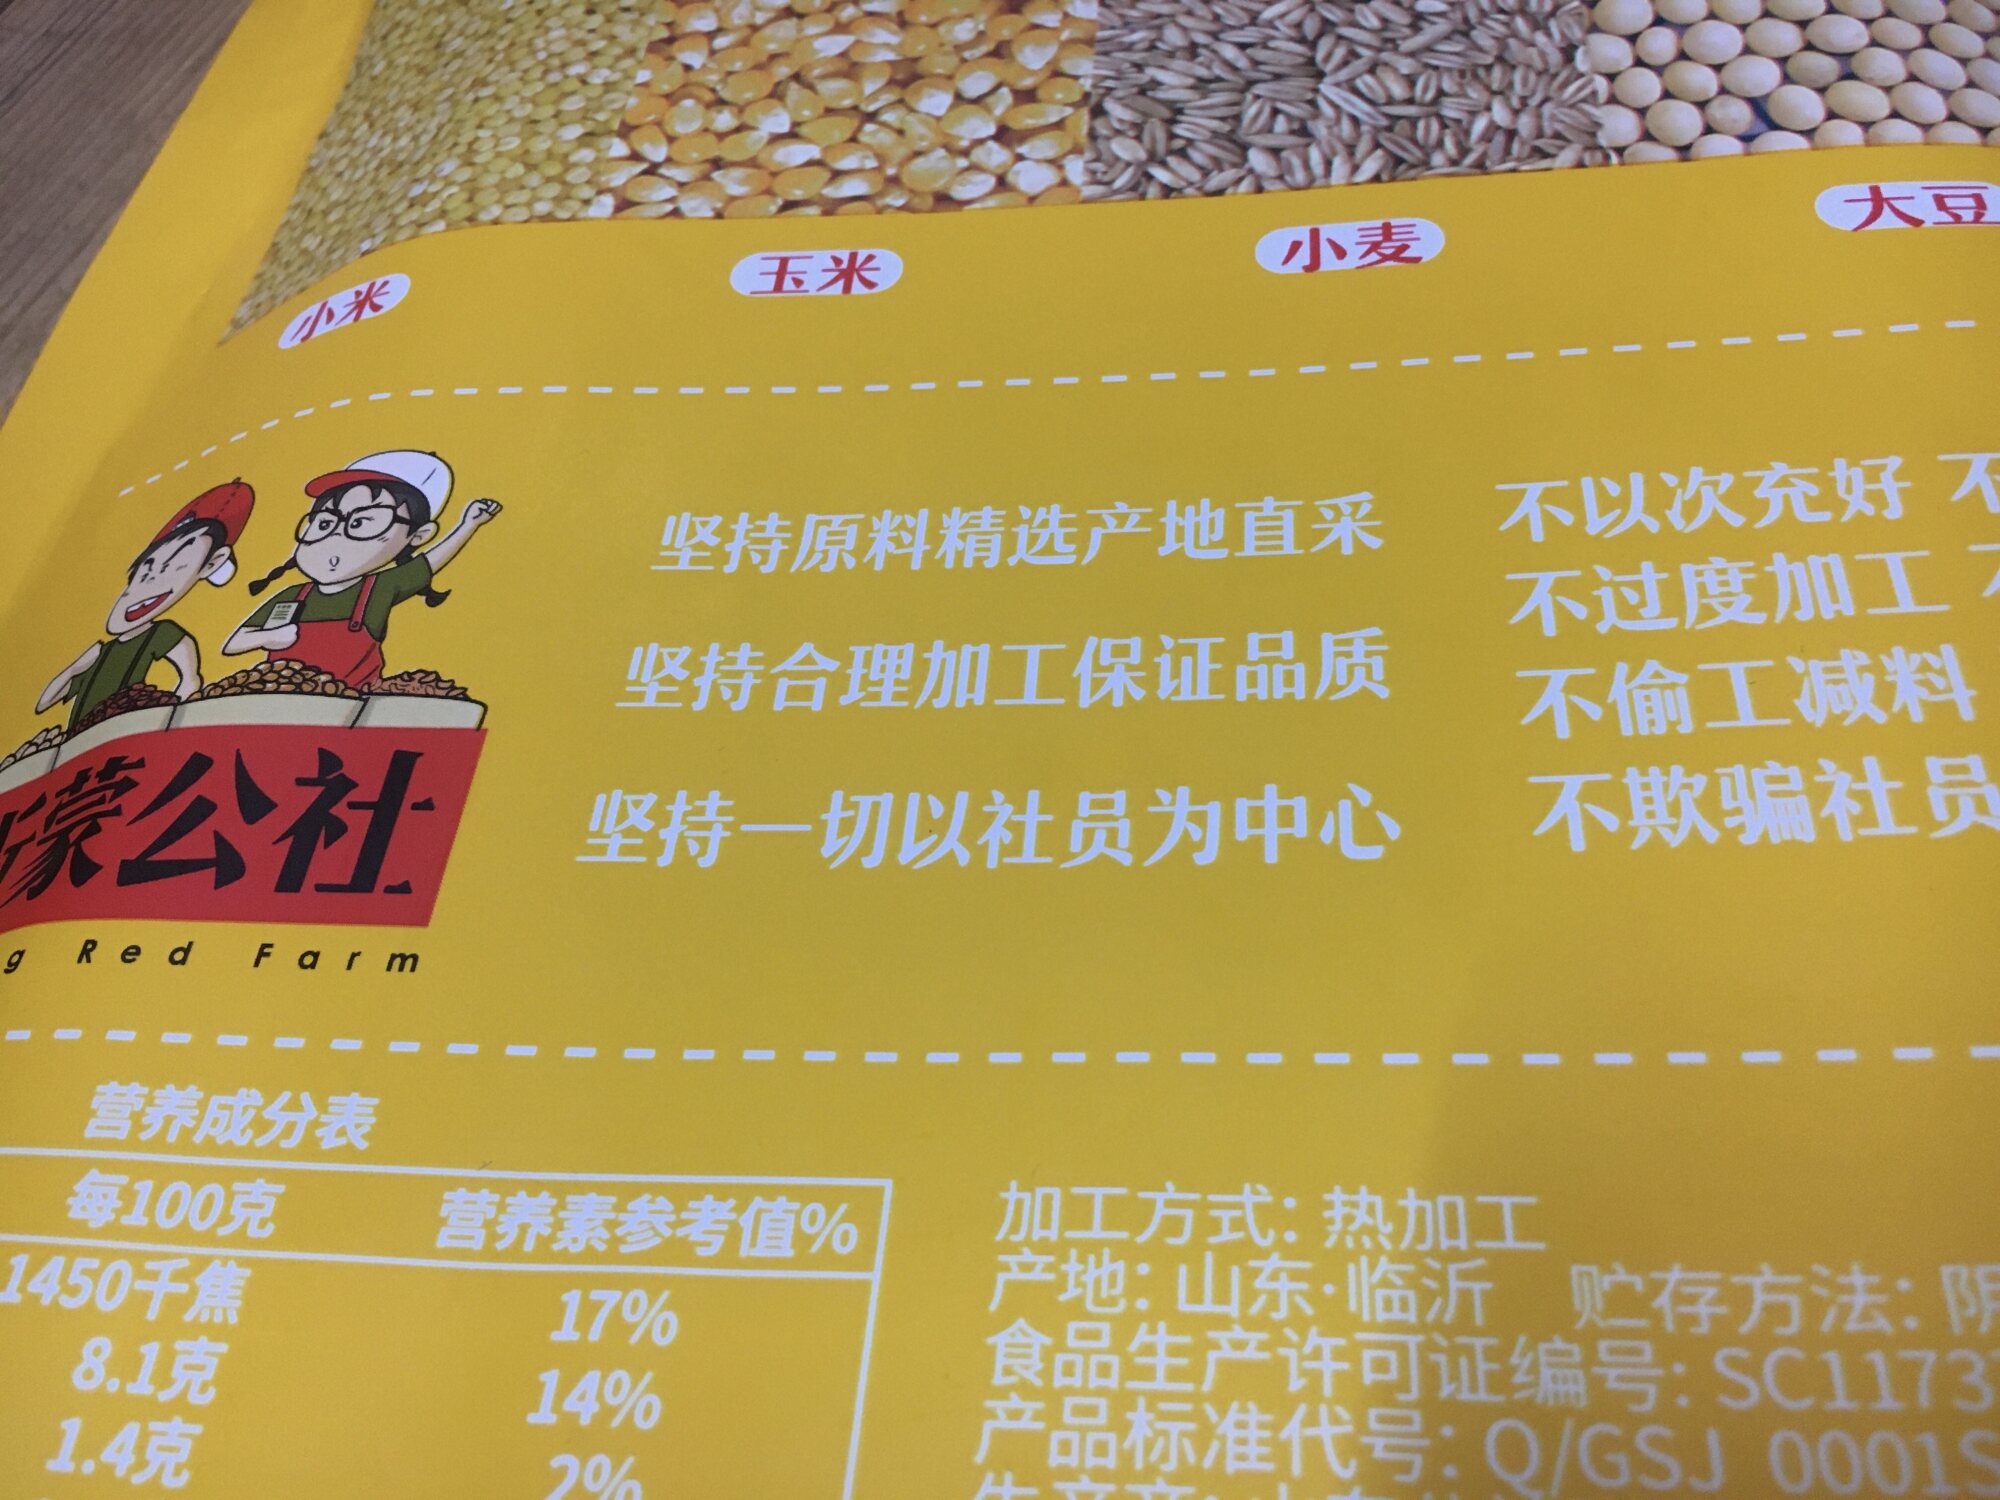 小米 玉米 小麦 大豆
坚持原料精选产地直采
坚持合理加工保证品质
坚持一切以社员为中心
不以次充好 不
不过度加工
不偷工减料
不欺骗社员
蒙公社
g Red Farm
营养成分表
每100克 营养素参考值%
1450千焦 17%
8.1克 14%
1.4克 2%
加工方式：热加工
产地：山东·临沂 贮存方法：阴
食品生产许可证编号：SC11737
产品标准代号：Q/GSJ 0001S